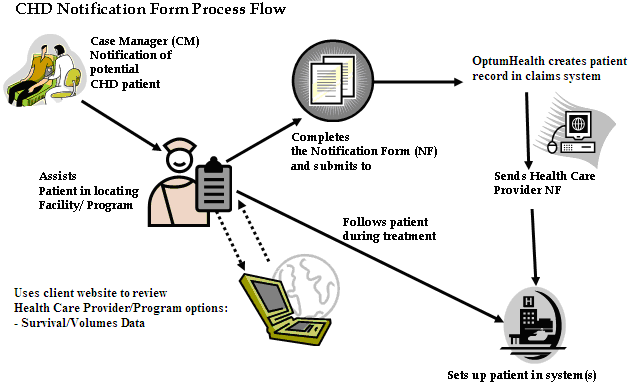 CHD Notification Form Process Flow
Case Manager (CM)
Notification of
potential
CHD patient
OptumHealth creates patient
record in claims system
Completes
the Notification Form (NF)
and submits to
Assists
Patient in locating
Facility/ Program
Sends Health Care
Provider NF
Follows patient
during treatment
Uses client website to review
Health Care Provider/Program options:
- Survival/Volumes Data
H
Sets up patient in system(s)